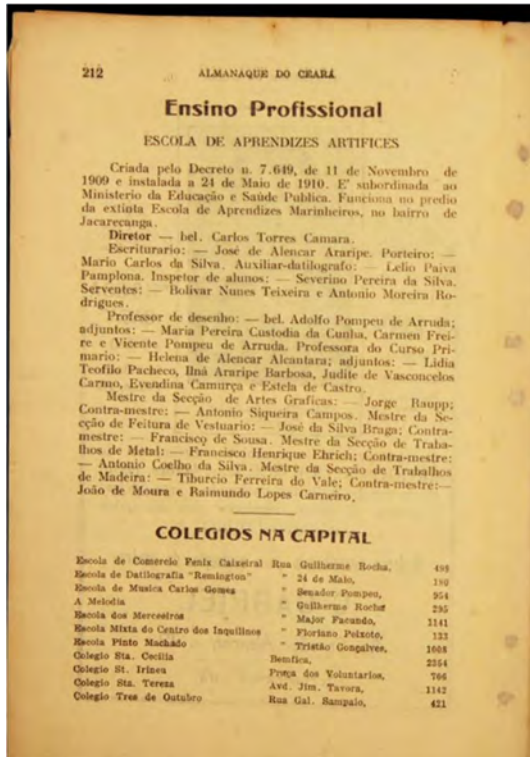 212 ALMANAQUE DO CEARÁ
Ensino Profissional
ESCOLA DE APRENDIZES ARTIFICES
Criada pelo Decreto n. 7.649, de 11 de Novembro de
1909 e instalada a 24 de Maio de 1910. E' subordinada ao
Ministerio da Educação e Saúde Publica. Funciona no predio
da extinta Escola de Aprendizes Marinheiros, no bairro de
Jacarecanga.
Diretor — bel. Carlos Torres Camara.
Escriturario: — José de Alencar Araripe. Porteiro: —
Mario Carlos da Silva. Auxiliar-datilografo: — Lelio Paiva
Pamplona. Inspetor de alunos: — Severino Pereira da Silva.
Serventes: — Bolivar Nunes Teixeira e Antonio Moreira Ro-
drigues.
Professor de desenho: — bel. Adolfo Pompeu de Arruda;
adjuntos: — Maria Pereira Custodia da Cunha, Carmen Frei-
re e Vicente Pompeu de Arruda. Professora do Curso Pri-
mario: — Helena de Alencar Alcantara; adjuntos: — Lidia
Teofilo Pacheco, Ilná Araripe Barbosa, Judite de Vasconcelos
Carmo, Evendina Camurça e Estela de Castro.
Mestre da Secção de Artes Graficas: — Jorge Raupp;
Contra-mestre: — Antonio Siqueira Campos. Mestre da Se-
cção de Feitura de Vestuario: — José da Silva Braga; Contra-
mestre: — Francisco de Sousa. Mestre da Secção de Traba-
lhos de Metal: — Francisco Henrique Ehrich; Contra-mestre:
— Antonio Coelho da Silva. Mestre da Secção de Trabalhos
de Madeira: — Tiburcio Ferreira do Vale; Contra-mestre:—
João de Moura e Raimundo Lopes Carneiro.
COLEGIOS NA CAPITAL
Escola de Comercio Fenix Caixeiral Rua Guilherme Rocha,
Escola de Datilografia "Remington" " 24 de Maio,
Escola de Musica Carlos Gomes " Senador Pompeu, 954
A Melodia " Guilherme Rocha 295
Escola dos Merceeiros " Major Facundo, 1141
Escola Mixta do Centro dos Inquilinos " Floriano Peixoto, 133
Escola Pinto Machado " Tristão Gonçalves, 1608
Colegio Sta. Cecilia Bemfica, 2354
Colegio St. Irineu Praça dos Voluntarios, 766
Colegio Sta. Tereza Avd. Jim. Tavora, 1142
Colegio Tres de Outubro Rua Gal. Sampaio, 421